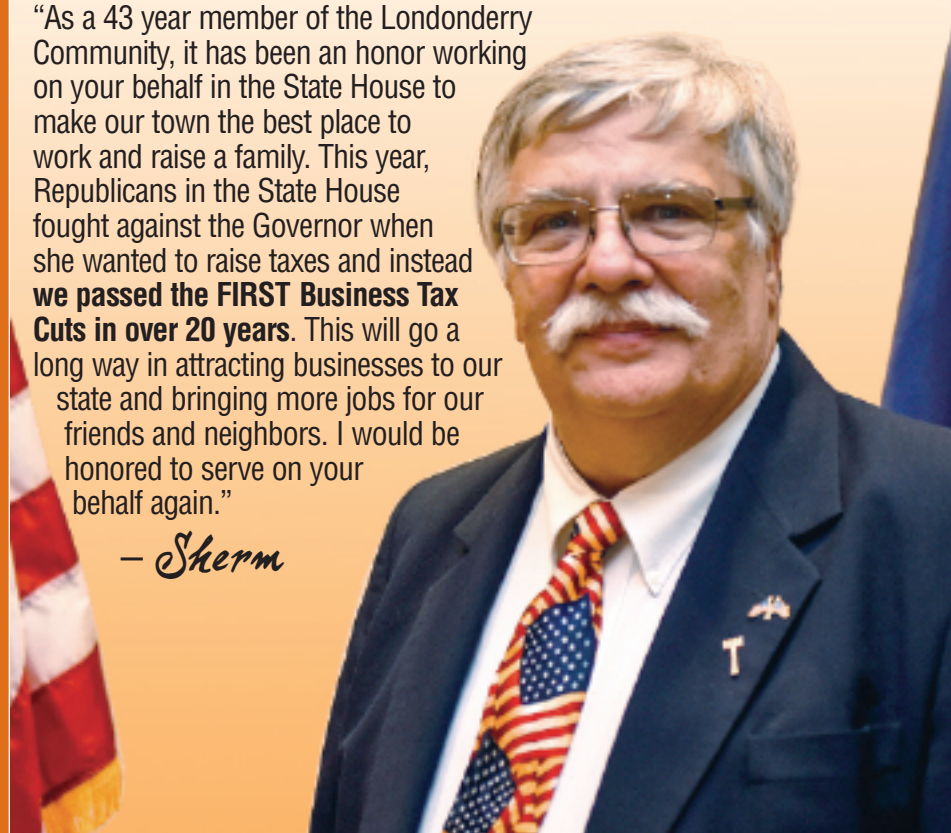 “As a 43 year member of the Londonderry
Community, it has been an honor working
on your behalf in the State House to
make our town the best place to
work and raise a family. This year,
Republicans in the State House
fought against the Governor when
she wanted to raise taxes and instead
we passed the FIRST Business Tax
Cuts in over 20 years. This will go a
long way in attracting businesses to our
state and bringing more jobs for our
friends and neighbors. I would be
honored to serve on your
behalf again.”
– Sherm
T